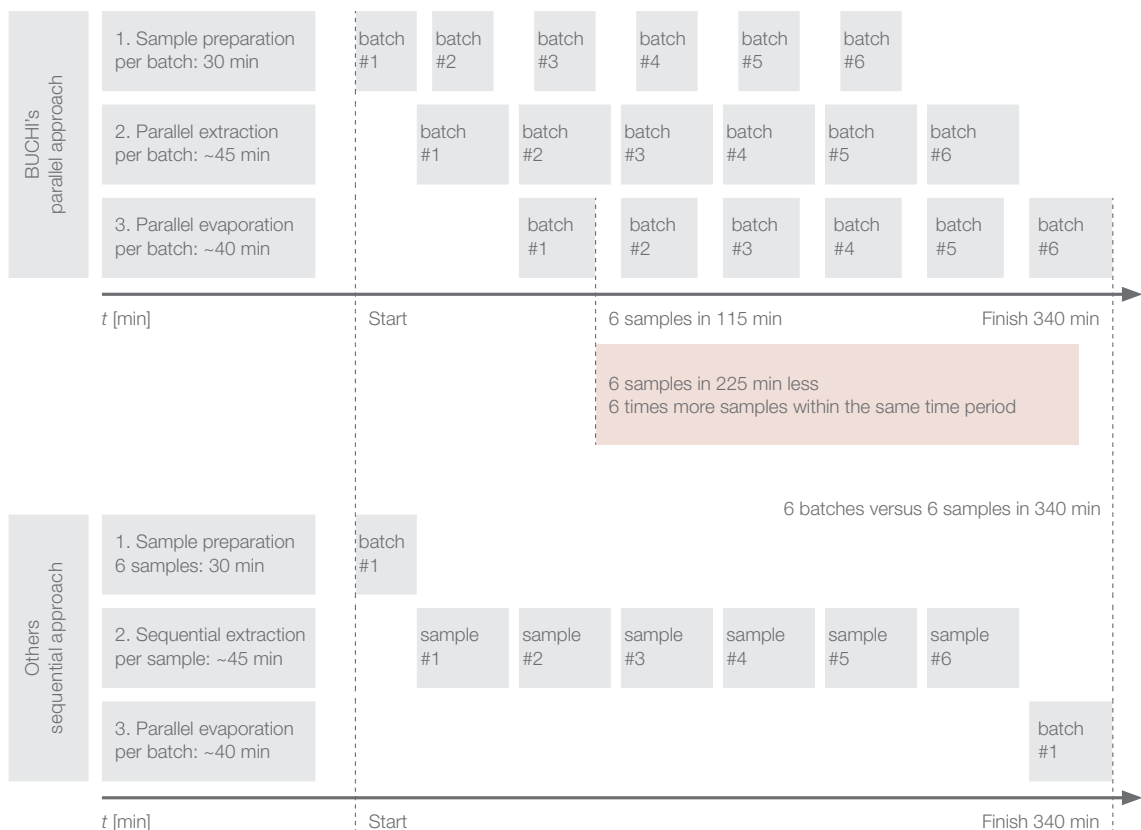 BUCHI's
parallel approach
1. Sample preparation
per batch: 30 min
batch
#1
batch
#2
batch
#3
batch
#4
batch
#5
batch
#6
2. Parallel extraction
per batch: ~45 min
batch
#1
batch
#2
batch
#3
batch
#4
batch
#5
batch
#6
3. Parallel evaporation
per batch: ~40 min
batch
#1
batch
#2
batch
#3
batch
#4
batch
#5
batch
#6
t [min]
Start
6 samples in 115 min
Finish 340 min
6 samples in 225 min less
6 times more samples within the same time period
6 batches versus 6 samples in 340 min
Others
sequential approach
1. Sample preparation
6 samples: 30 min
batch
#1
2. Sequential extraction
per sample: ~45 min
sample
#1
sample
#2
sample
#3
sample
#4
sample
#5
sample
#6
3. Parallel evaporation
per batch: ~40 min
batch
#1
t [min]
Start
Finish 340 min